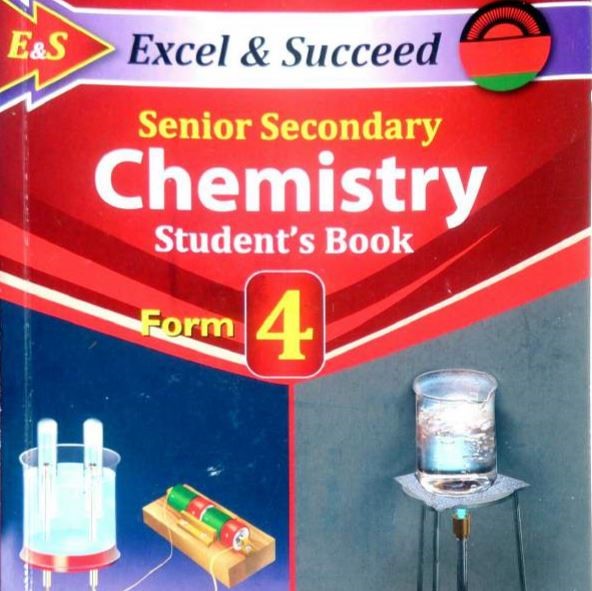 E&S
Excel & Succeed
Senior Secondary
Chemistry
Student's Book
Form 4